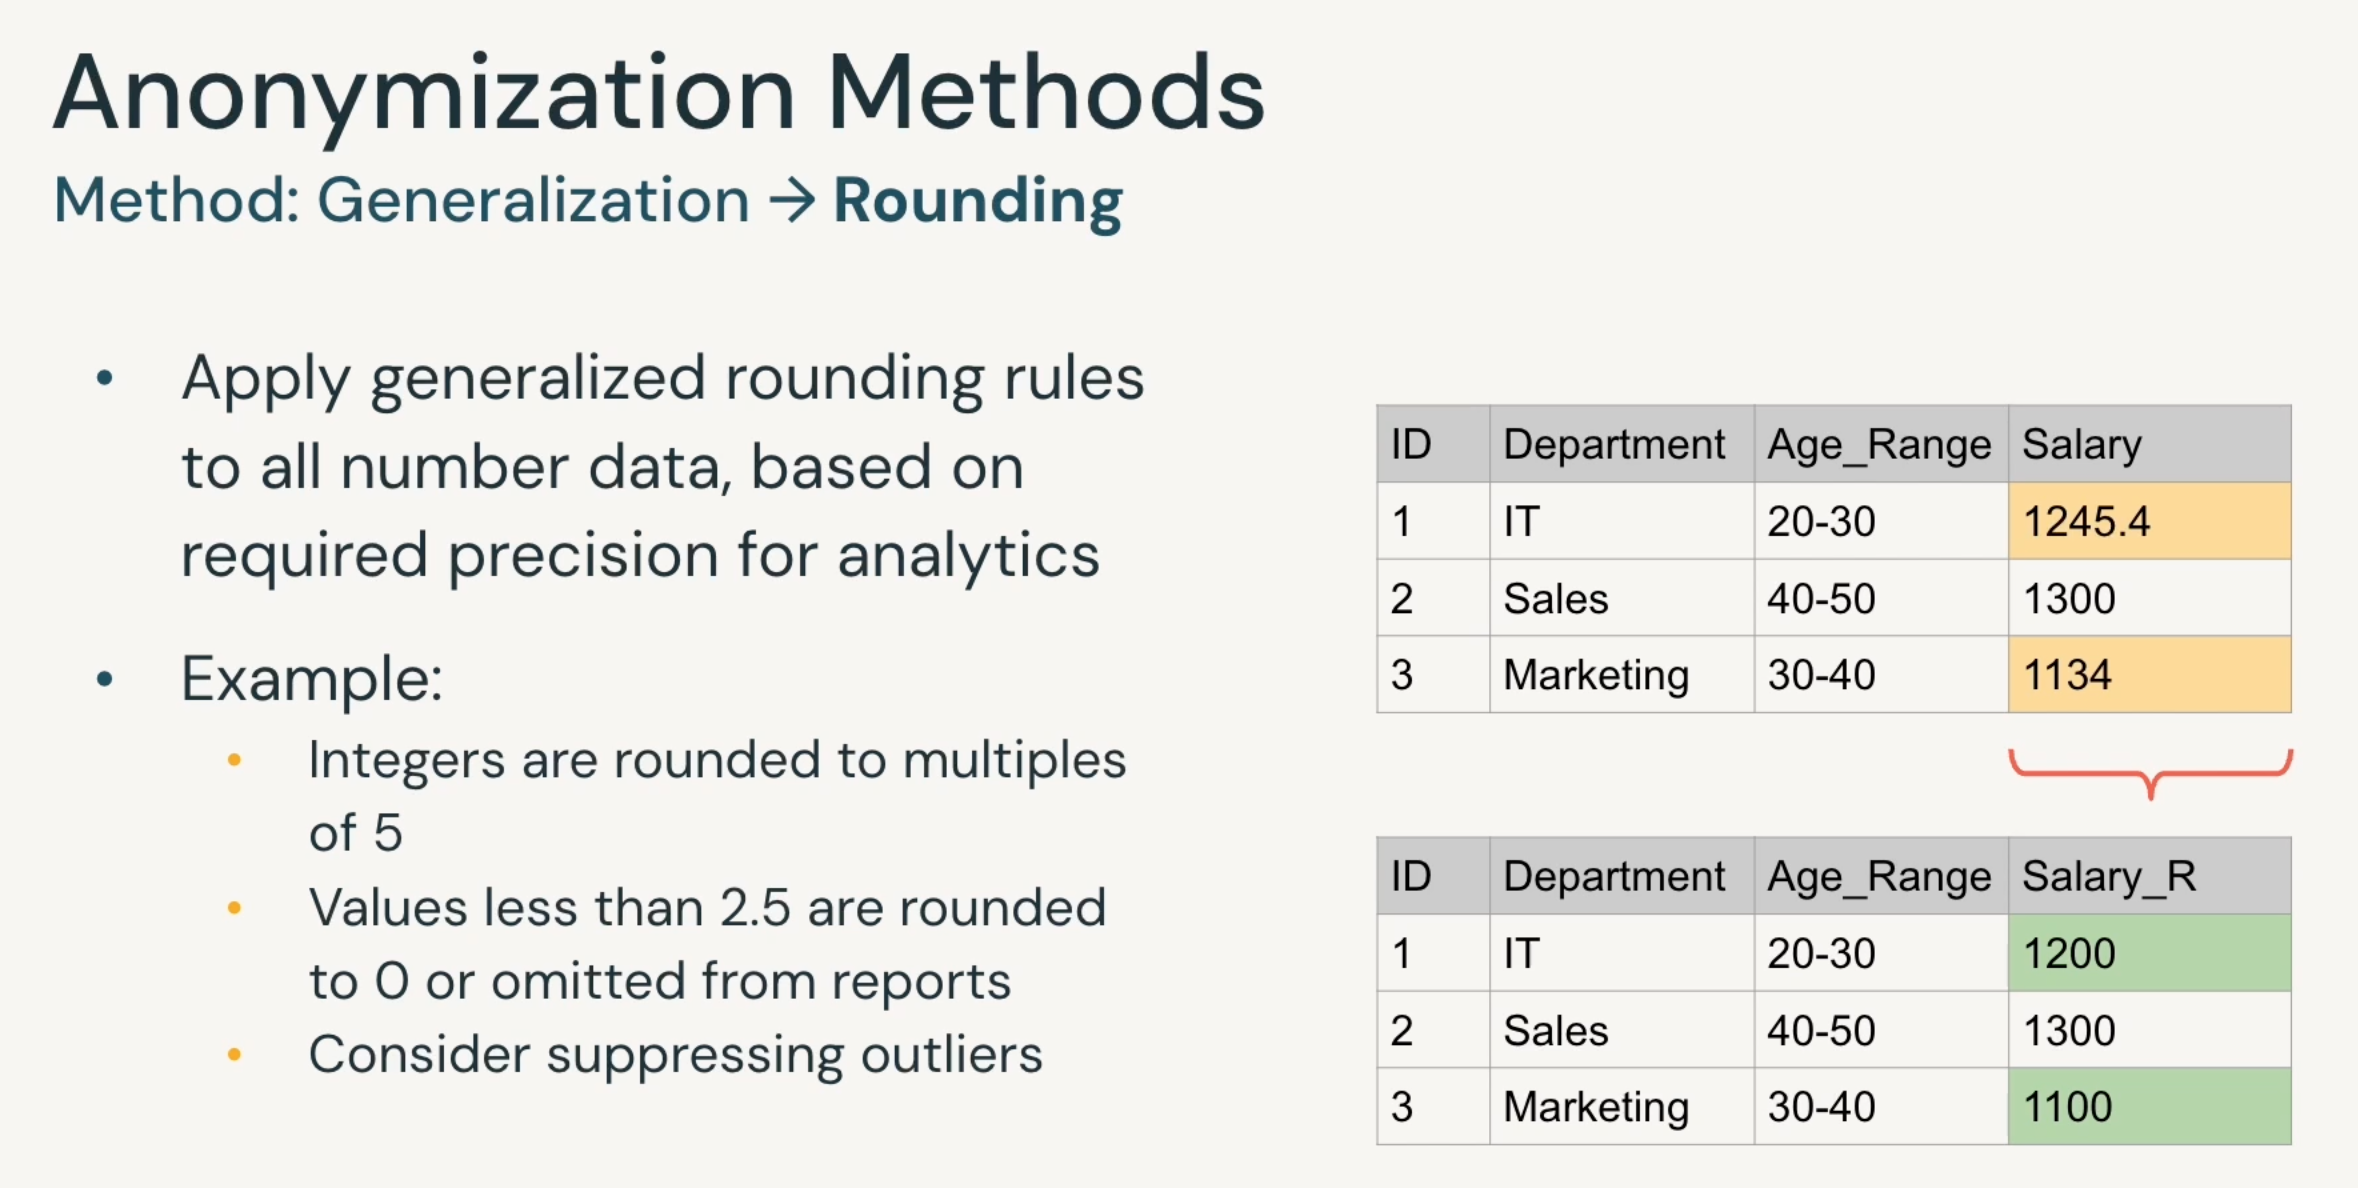 Anonymization Methods
Method: Generalization → Rounding
• Apply generalized rounding rules
to all number data, based on
required precision for analytics
• Example:
• Integers are rounded to multiples
of 5
• Values less than 2.5 are rounded
to 0 or omitted from reports
• Consider suppressing outliers
ID Department Age_Range Salary
1 IT 20-30 1245.4
2 Sales 40-50 1300
3 Marketing 30-40 1134
ID Department Age_Range Salary_R
1 IT 20-30 1200
2 Sales 40-50 1300
3 Marketing 30-40 1100